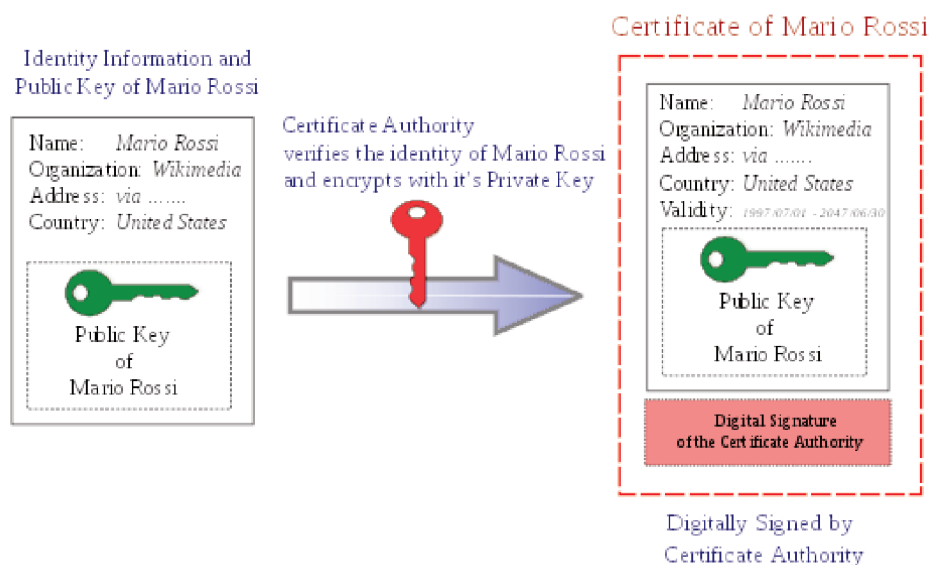 Identity Information and
Public Key of Mario Rossi
Name: Mario Rossi
Organization: Wikimedia
Address: via .......
Country: United States
Public Key
of
Mario Rossi
Certificate Authority
verifies the identity of Mario Rossi
and encrypts with it's Private Key
Certificate of Mario Rossi
Name: Mario Rossi
Organization: Wikimedia
Address: via .......
Country: United States
Validity: 1997/07/01 - 2047/06/30
Public Key
of
Mario Rossi
Digital Signature
of the Certificate Authority
Digitally Signed by
Certificate Authority